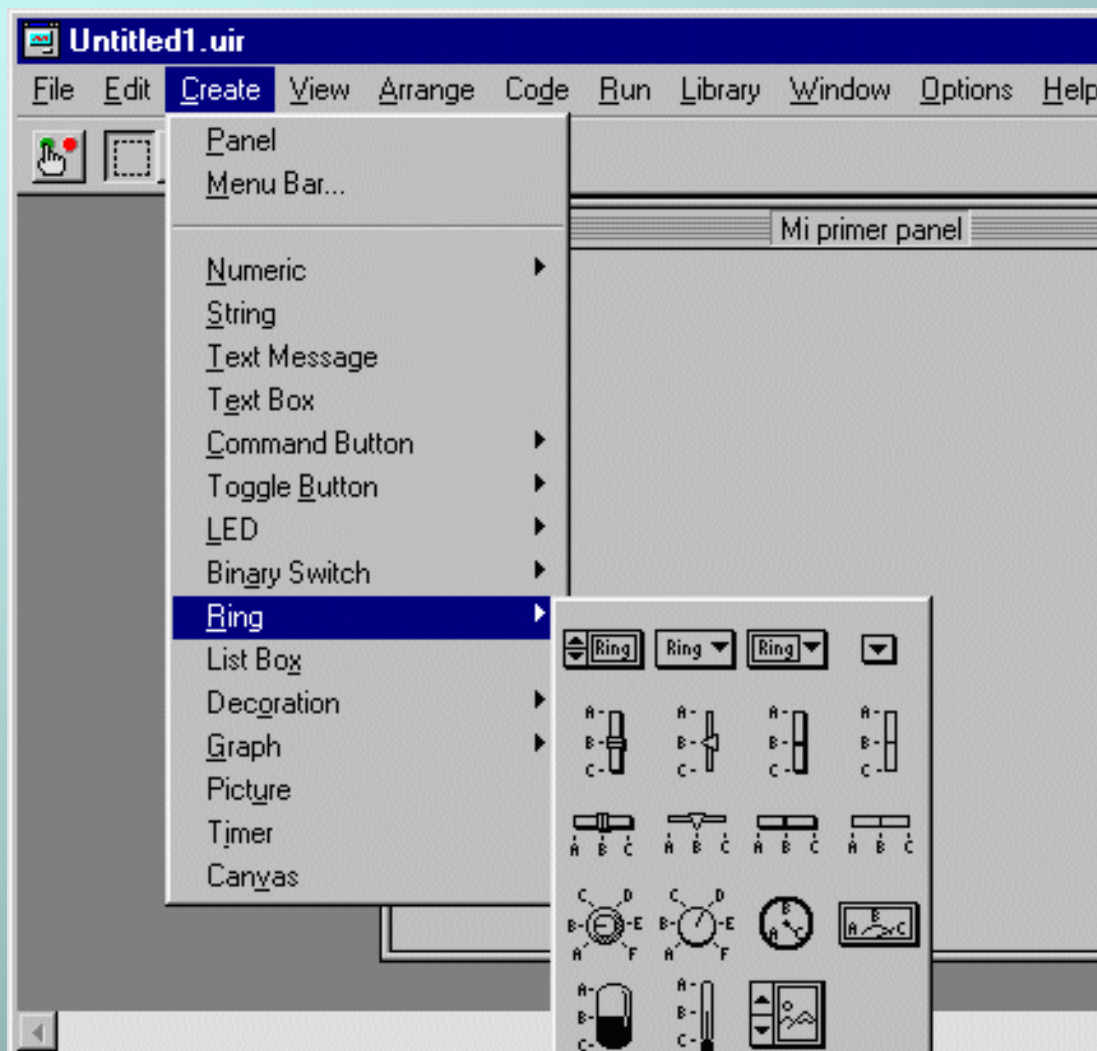 Untitled1.uir
File Edit Create View Arrange Code Run Library Window Options Help
Panel
Menu Bar...
Mi primer panel
Numeric
String
Text Message
Text Box
Command Button
Toggle Button
LED
Binary Switch
Ring
List Box
Decoration
Graph
Picture
Timer
Canvas
Ring Ring Ring
A- A- A- A-
B- B- B- B-
C- C- C- C-
A B C A B C A B C A B C
C D C D B
B- -E B- -E A C A B C
A F A F
A- A-
B- B-
C- C-